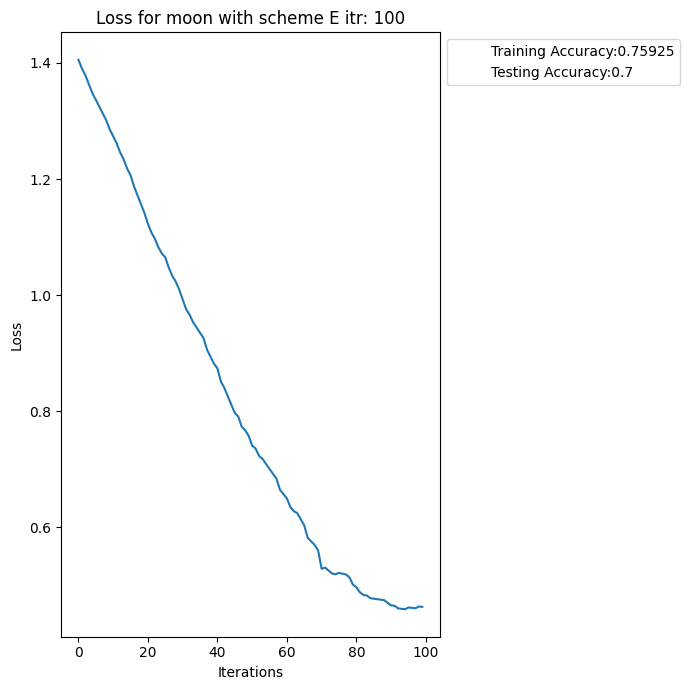 Loss for moon with scheme E itr: 100
Training Accuracy:0.75925
Testing Accuracy:0.7
1.4
1.2
1.0
0.8
0.6
Loss
0 20 40 60 80 100
Iterations